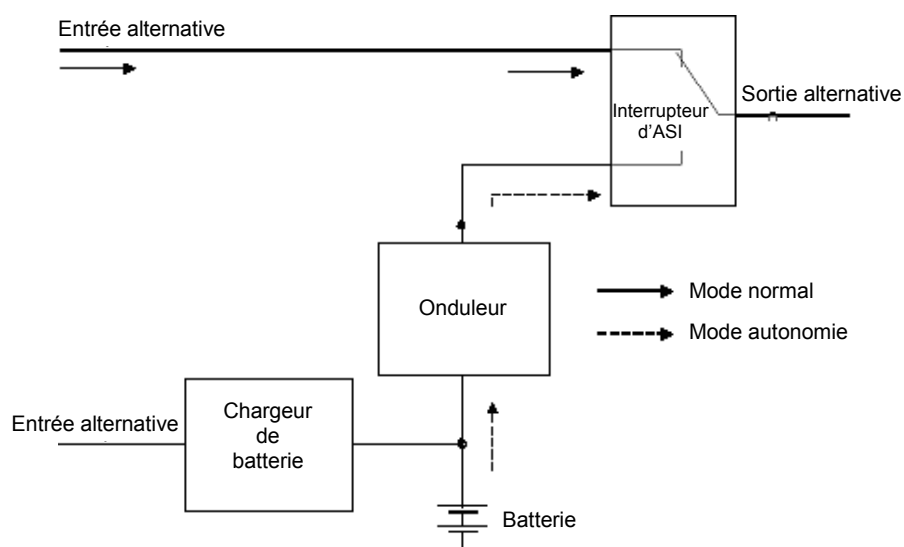 Entrée alternative
Sortie alternative
Interrupteur
d’ASI
Onduleur
Mode normal
Mode autonomie
Entrée alternative
Chargeur
de
batterie
Batterie